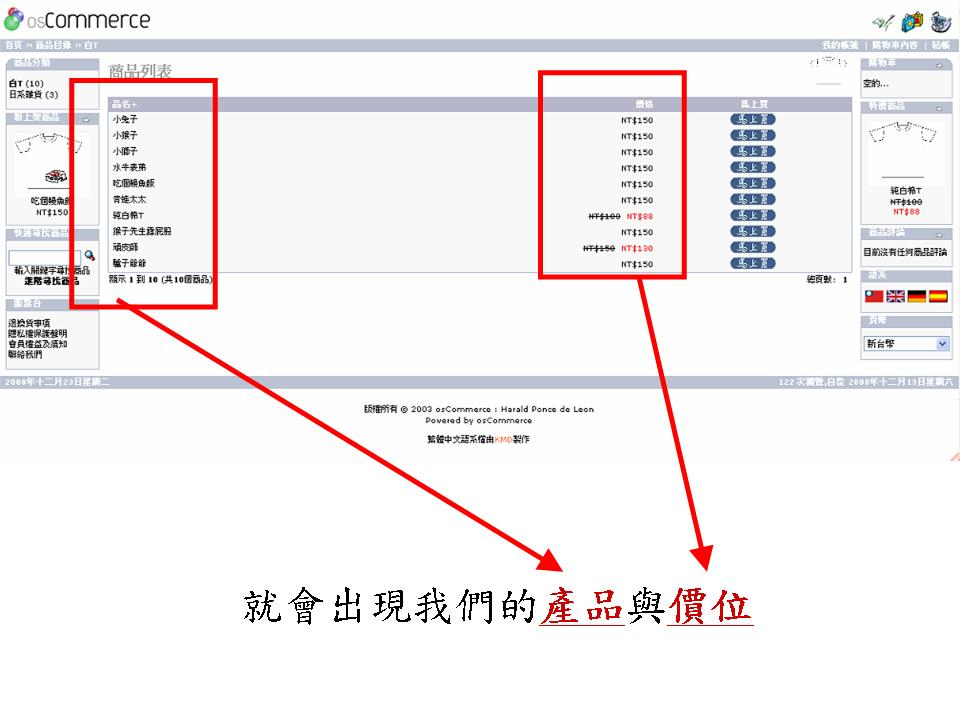 osCommerce
首頁 » 商品目錄 » 白T
我的帳號 | 購物車內容 | 結帳
商品分類
白T (10)
日系雜貨 (3)
新上架商品
吃個鰻魚飯
NT$150
快速尋找商品
輸入關鍵字尋找商品
進階尋找商品
服務台
退換貨事項
隱私權保護聲明
會員權益及須知
聯絡我們
商品列表
品名+ 價格 馬上買
小兔子 NT$150 馬上買
小猴子 NT$150 馬上買
小獅子 NT$150 馬上買
水牛表弟 NT$150 馬上買
吃個鰻魚飯 NT$150 馬上買
青蛙太太 NT$150 馬上買
純白棉T NT$100 NT$88 馬上買
猴子先生露屁股 NT$150 馬上買
頑皮獅 NT$150 NT$130 馬上買
驢子爺爺 NT$150 馬上買
顯示 1 到 10 (共10個商品)
總頁數: 1
購物車
空的...
特價商品
純白棉T
NT$100
NT$88
商品評論
目前沒有任何商品評論
語系
貨幣
新台幣
2008年十二月23日星期二
122 次瀏覽,自從 2008年十二月13日星期六
版權所有 © 2003 osCommerce : Harald Ponce de Leon
Powered by osCommerce
繁體中文語系檔由KMD製作
就會出現我們的產品與價位